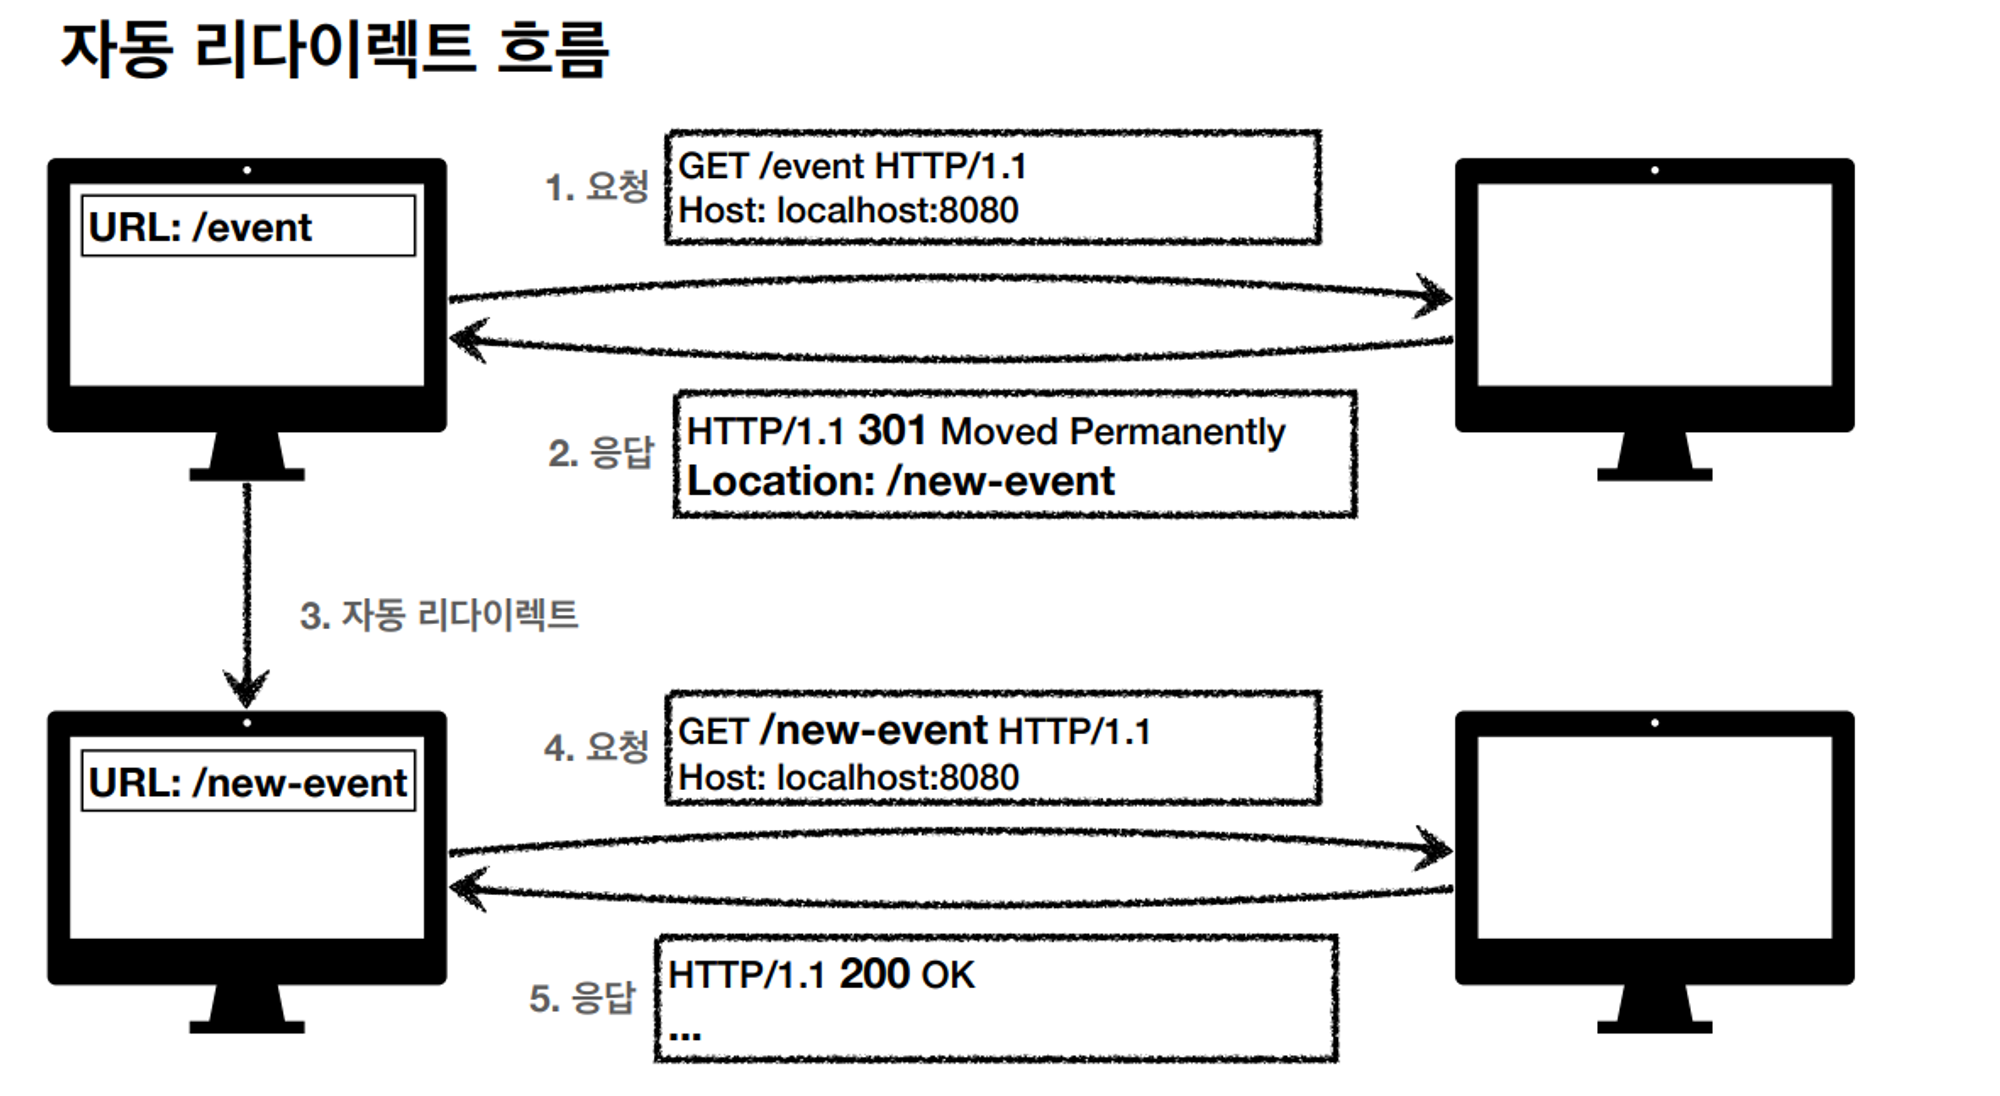 자동 리다이렉트 흐름
URL: /event
1. 요청
GET /event HTTP/1.1
Host: localhost:8080
2. 응답
HTTP/1.1 301 Moved Permanently
Location: /new-event
3. 자동 리다이렉트
URL: /new-event
4. 요청
GET /new-event HTTP/1.1
Host: localhost:8080
5. 응답
HTTP/1.1 200 OK
...